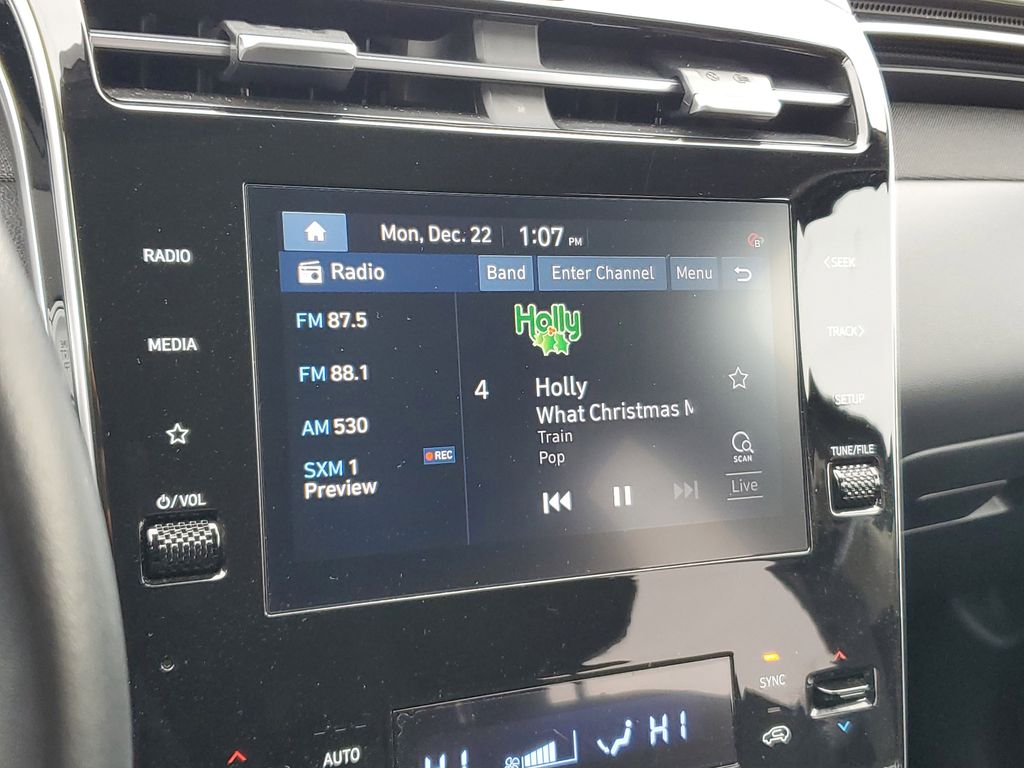 Mon, Dec. 22 1:07 PM
B
Radio Band Enter Channel Menu
FM 87.5
FM 88.1
AM 530
SXM 1 REC
Preview
Holly
4 Holly
What Christmas M
Train
Pop
SCAN
Live
RADIO
MEDIA
/VOL
<SEEK
TRACK>
SETUP
TUNE/FILE
SYNC
AUTO
HI
HI